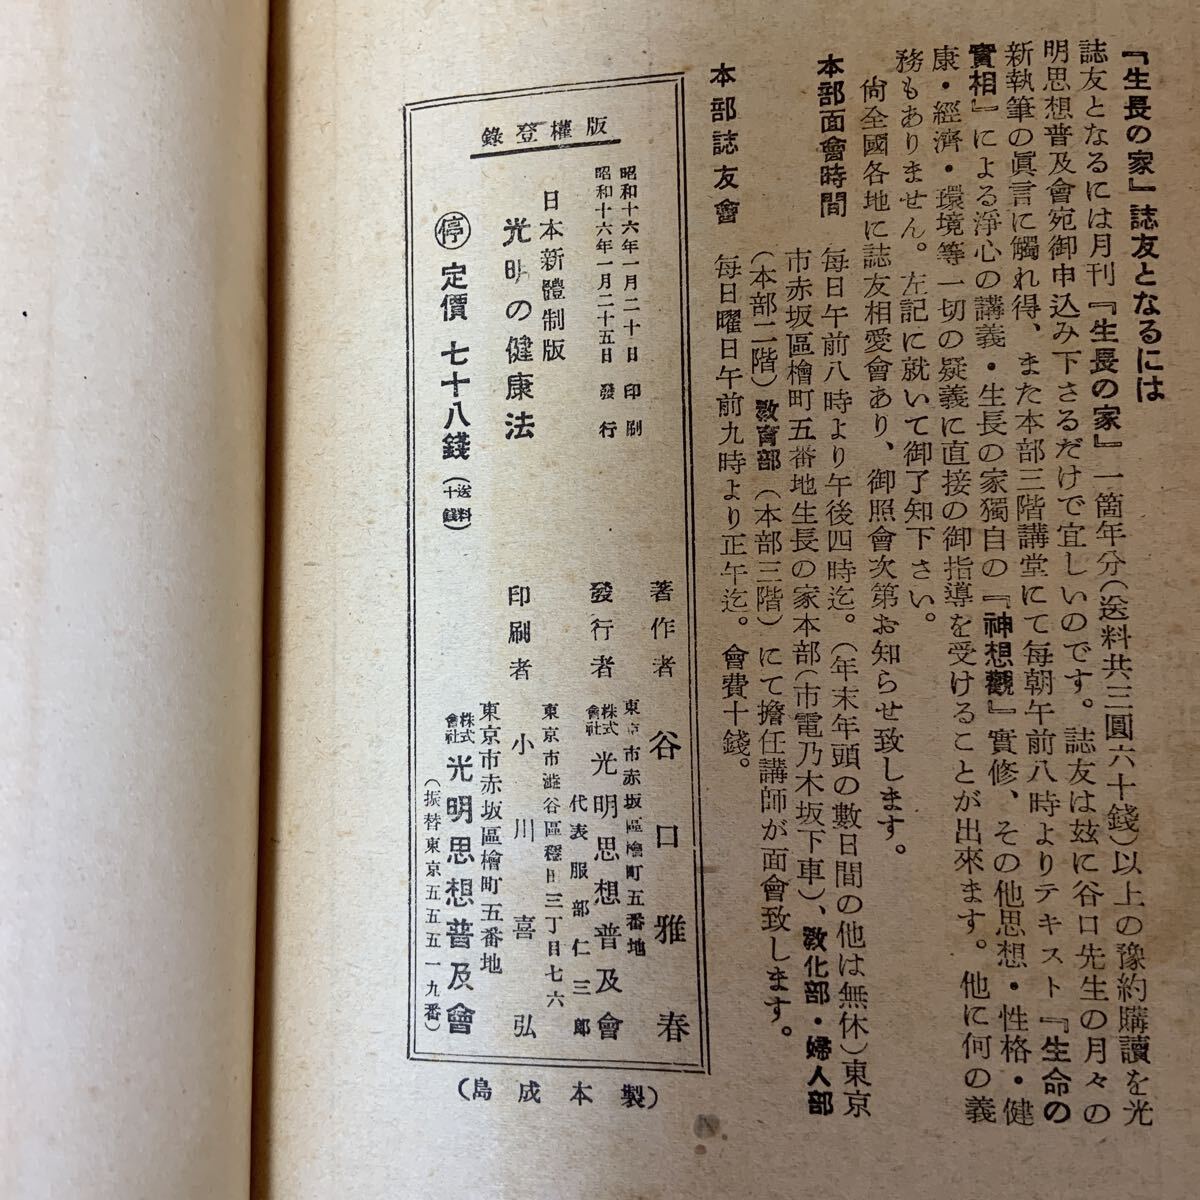 『生長の家』誌友となるには
誌友となるには月刊『生長の家』一箇年分(送料共三圓六十錢)以上の豫約購讀を光
明思想普及會宛御申込み下さるだけで宜しいのです。誌友は玆に谷口先生の月々の
新執筆の眞言に觸れ得、また本部三階講堂にて每朝午前八時よりテキスト『生命の
實相』による淨心の講義・生長の家獨自の『神想觀』實修、その他思想・性格・健
康・經濟・環境等一切の疑義に直接の御指導を受けることが出來ます。他に何の義
務もありません。左記に就いて御了知下さい。
尙全國各地に誌友相愛會あり、御照會次第お知らせ致します。
本部面會時間 每日午前八時より午後四時迄。(年末年頭の數日間の他は無休)東京
市赤坂區檜町五番地生長の家本部(市電乃木坂下車)、敎化部・婦人部
(本部二階)敎育部(本部三階)にて擔任講師が面會致します。
本部誌友會 每日曜日午前九時より正午迄。會費十錢。
版權登錄
昭和十六年一月二十日 印刷
昭和十六年一月二十五日 發行
日本新體制版
光明の健康法
停 定價 七十八錢(送料十錢)
著作者 谷口雅春
東京市赤坂區檜町五番地
發行者 株式會社 光明思想普及會
代表 服部仁三郎
東京市澁谷區穩田三丁目七六
印刷者 小川喜弘
東京市赤坂區檜町五番地
株式會社 光明思想普及會
(振替東京五五五一九番)
(製本成島)